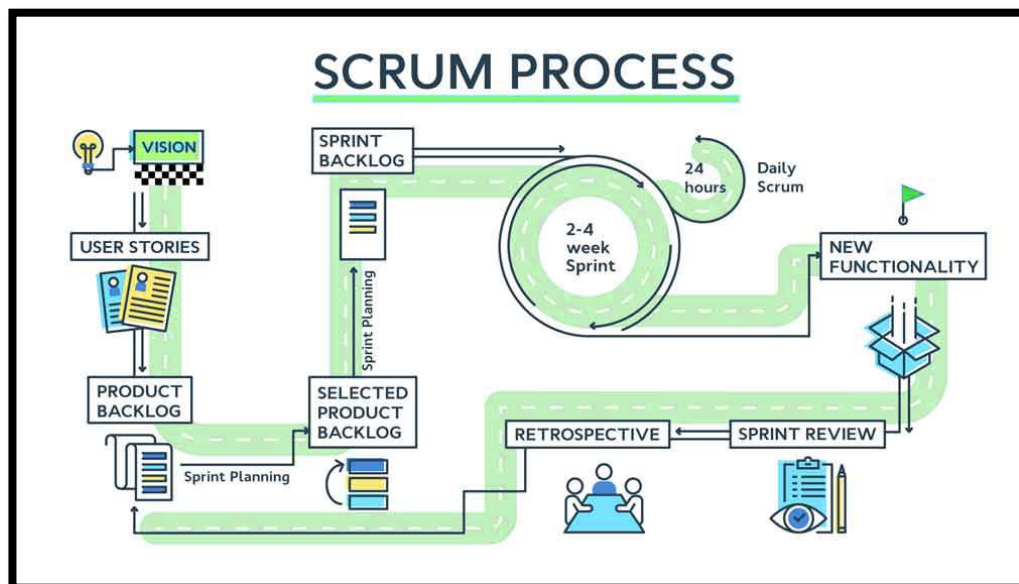 SCRUM PROCESS
VISION
USER STORIES
PRODUCT
BACKLOG
Sprint Planning
SELECTED
PRODUCT
BACKLOG
Sprint Planning
SPRINT
BACKLOG
2-4
week
Sprint
24
hours
Daily
Scrum
NEW
FUNCTIONALITY
SPRINT REVIEW
RETROSPECTIVE